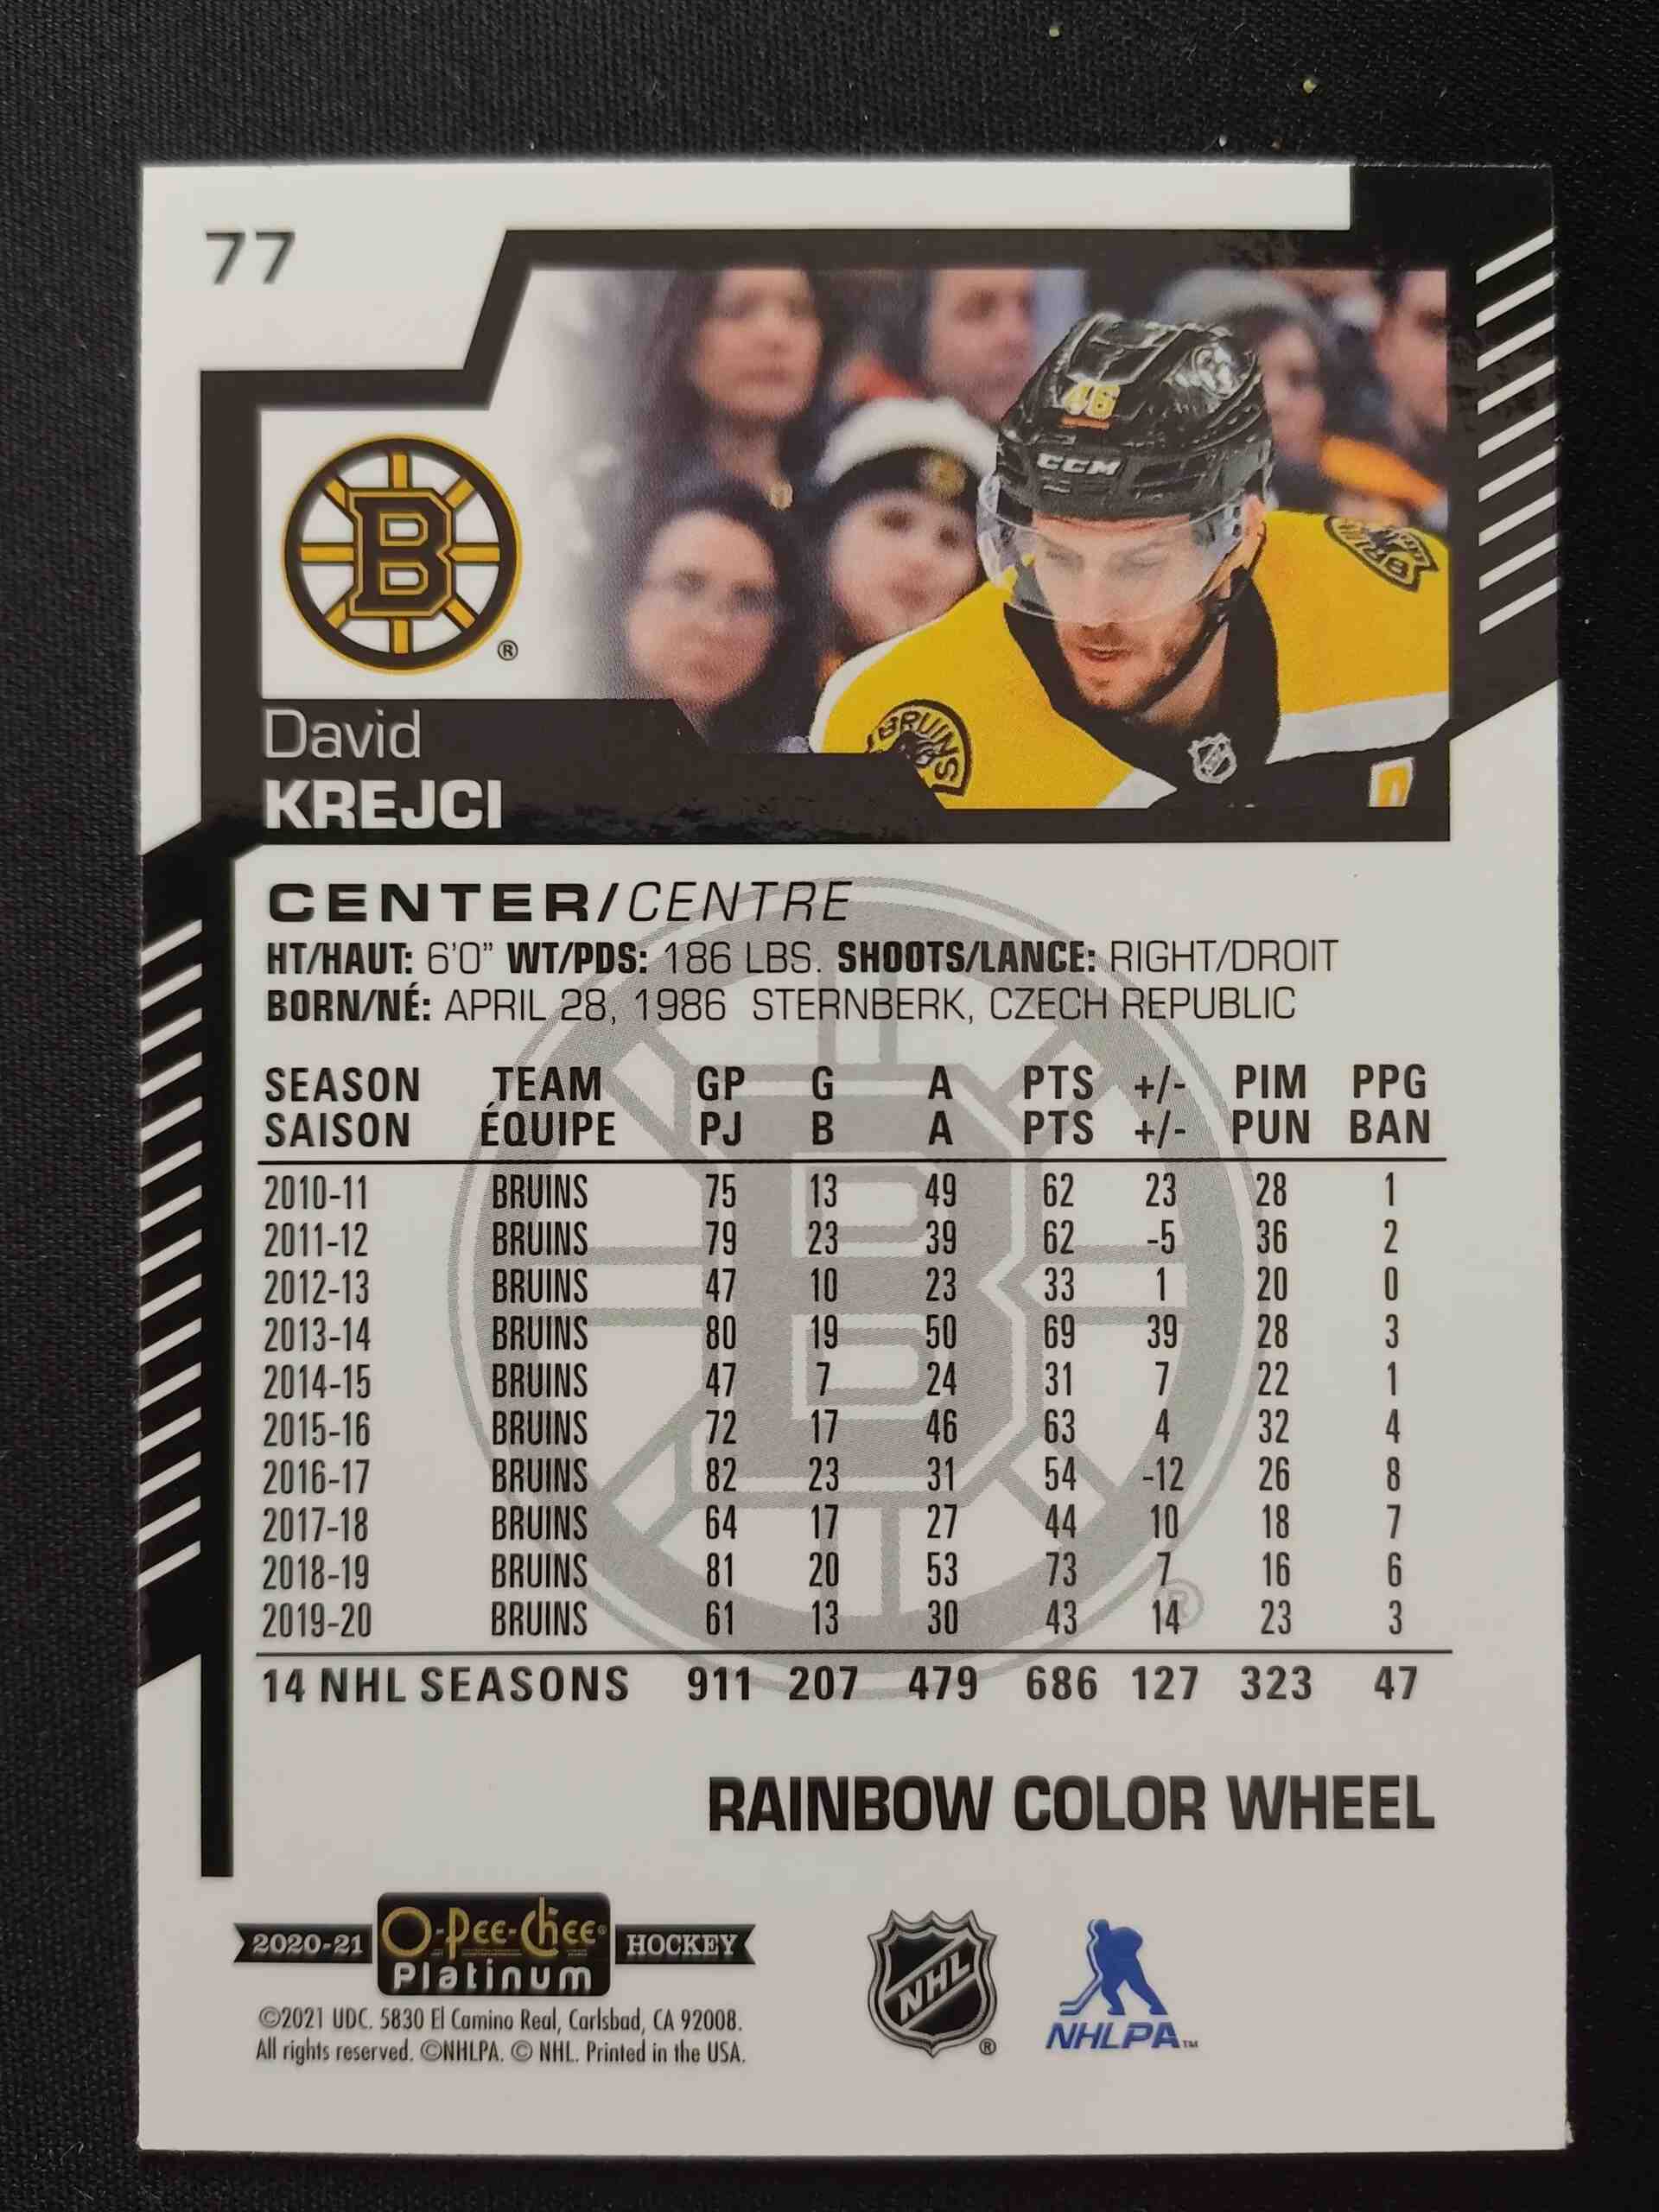 77
46
CCM
BRUINS
B
®
David
KREJCI
CENTER/CENTRE
HT/HAUT: 6'0" WT/PDS: 186 LBS. SHOOTS/LANCE: RIGHT/DROIT
BORN/NÉ: APRIL 28, 1986 STERNBERK, CZECH REPUBLIC
SEASON TEAM GP G A PTS +/- PIM PPG
SAISON ÉQUIPE PJ B A PTS +/- PUN BAN
2010-11 BRUINS 75 13 49 62 23 28 1
2011-12 BRUINS 79 23 39 62 -5 36 2
2012-13 BRUINS 47 10 23 33 1 20 0
2013-14 BRUINS 80 19 50 69 39 28 3
2014-15 BRUINS 47 7 24 31 7 22 1
2015-16 BRUINS 72 17 46 63 4 32 4
2016-17 BRUINS 82 23 31 54 -12 26 8
2017-18 BRUINS 64 17 27 44 10 18 7
2018-19 BRUINS 81 20 53 73 7 16 6
2019-20 BRUINS 61 13 30 43 14 23 3
14 NHL SEASONS 911 207 479 686 127 323 47
RAINBOW COLOR WHEEL
2020-21 O-Pee-Chee® Platinum HOCKEY
©2021 UDC. 5830 El Camino Real, Carlsbad, CA 92008.
All rights reserved. ©NHLPA. © NHL. Printed in the USA.
NHL ®
NHLPA™